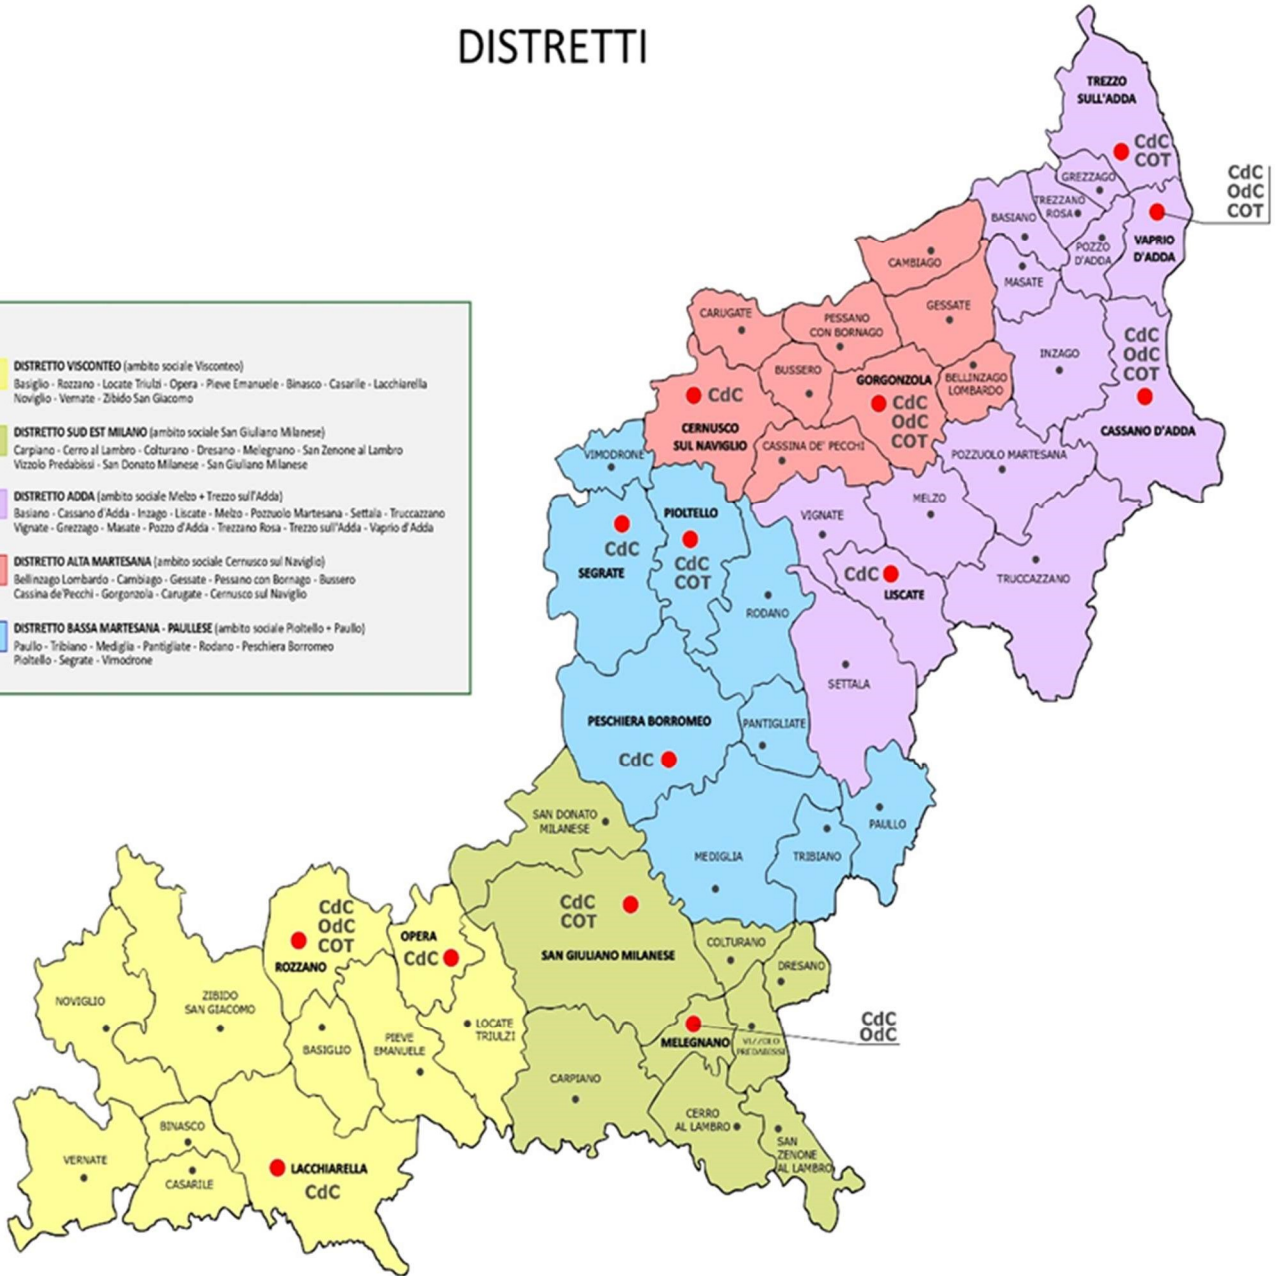 DISTRETTI
TREZZO
SULL'ADDA
CdC
COT
GREZZAGO
TREZZANO
ROSA
BASIANO
POZZO
D'ADDA
VAPRIO
D'ADDA
CdC
OdC
COT
MASATE
CAMBIAGO
GESSATE
CARUGATE
PESSANO
CON BORNAGO
INZAGO
CdC
OdC
COT
CASSANO D'ADDA
BUSSERO
GORGONZOLA
CdC
OdC
COT
BELLINZAGO
LOMBARDO
CdC
CERNUSCO
SUL NAVIGLIO
CASSINA DE' PECCHI
POZZUOLO MARTESANA
VIMODRONE
MELZO
PIOLTELLO
CdC
COT
VIGNATE
CdC
SEGRATE
CdC
LISCATE
TRUCCAZZANO
RODANO
SETTALA
DISTRETTO VISCONTEO (ambito sociale Visconteo)
Basiglio - Rozzano - Locate Triulzi - Opera - Pieve Emanuele - Binasco - Casarile - Lacchiarella
Noviglio - Vernate - Zibido San Giacomo
DISTRETTO SUD EST MILANO (ambito sociale San Giuliano Milanese)
Carpiano - Cerro al Lambro - Colturano - Dresano - Melegnano - San Zenone al Lambro
Vizzolo Predabissi - San Donato Milanese - San Giuliano Milanese
DISTRETTO ADDA (ambito sociale Melzo + Trezzo sull'Adda)
Basiano - Cassano d'Adda - Inzago - Liscate - Melzo - Pozzuolo Martesana - Settala - Truccazzano
Vignate - Grezzago - Masate - Pozzo d'Adda - Trezzano Rosa - Trezzo sull'Adda - Vaprio d'Adda
DISTRETTO ALTA MARTESANA (ambito sociale Cernusco sul Naviglio)
Bellinzago Lombardo - Cambiago - Gessate - Pessano con Bornago - Bussero
Cassina de'Pecchi - Gorgonzola - Carugate - Cernusco sul Naviglio
DISTRETTO BASSA MARTESANA - PAULLESE (ambito sociale Pioltello + Paullo)
Paullo - Tribiano - Mediglia - Pantigliate - Rodano - Peschiera Borromeo
Pioltello - Segrate - Vimodrone
PESCHIERA BORROMEO
CdC
PANTIGLIATE
SAN DONATO
MILANESE
MEDIGLIA
TRIBIANO
PAULLO
CdC
COT
SAN GIULIANO MILANESE
CdC
OdC
COT
ROZZANO
OPERA
CdC
COLTURANO
DRESANO
NOVIGLIO
ZIBIDO
SAN GIACOMO
BASIGLIO
PIEVE
EMANUELE
LOCATE
TRIULZI
MELEGNANO
CdC
OdC
VIZZOLO
PREDABISSI
CARPIANO
CERRO
AL LAMBRO
SAN
ZENONE
AL LAMBRO
BINASCO
VERNATE
CASARILE
LACCHIARELLA
CdC